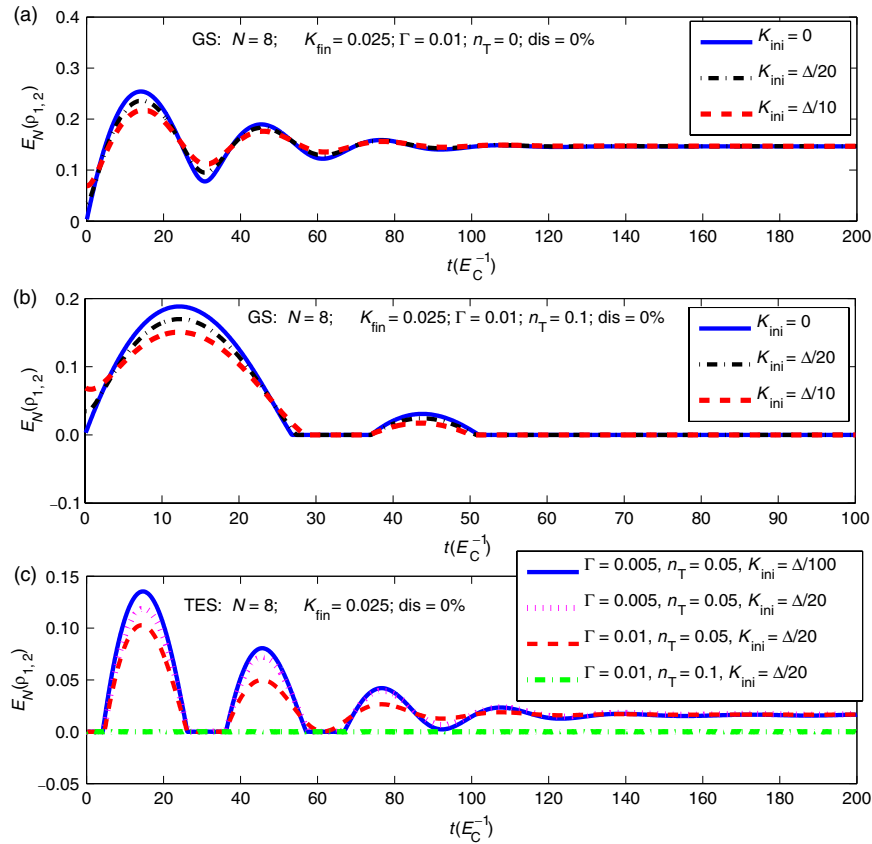 (a)
GS: N = 8; K_fin = 0.025; Γ = 0.01; n_T = 0; dis = 0%
K_ini = 0
K_ini = Δ/20
K_ini = Δ/10
E_N(ρ_1,2)
0.4
0.3
0.2
0.1
0
0 20 40 60 80 100 120 140 160 180 200
t(E_C^-1)
(b)
GS: N = 8; K_fin = 0.025; Γ = 0.01; n_T = 0.1; dis = 0%
K_ini = 0
K_ini = Δ/20
K_ini = Δ/10
E_N(ρ_1,2)
0.2
0.1
0.0
−0.1
0 10 20 30 40 50 60 70 80 90 100
t(E_C^-1)
(c)
TES: N = 8; K_fin = 0.025; dis = 0%
Γ = 0.005, n_T = 0.05, K_ini = Δ/100
Γ = 0.005, n_T = 0.05, K_ini = Δ/20
Γ = 0.01, n_T = 0.05, K_ini = Δ/20
Γ = 0.01, n_T = 0.1, K_ini = Δ/20
E_N(ρ_1,2)
0.15
0.10
0.05
0.0
−0.05
0 20 40 60 80 100 120 140 160 180 200
t(E_C^-1)